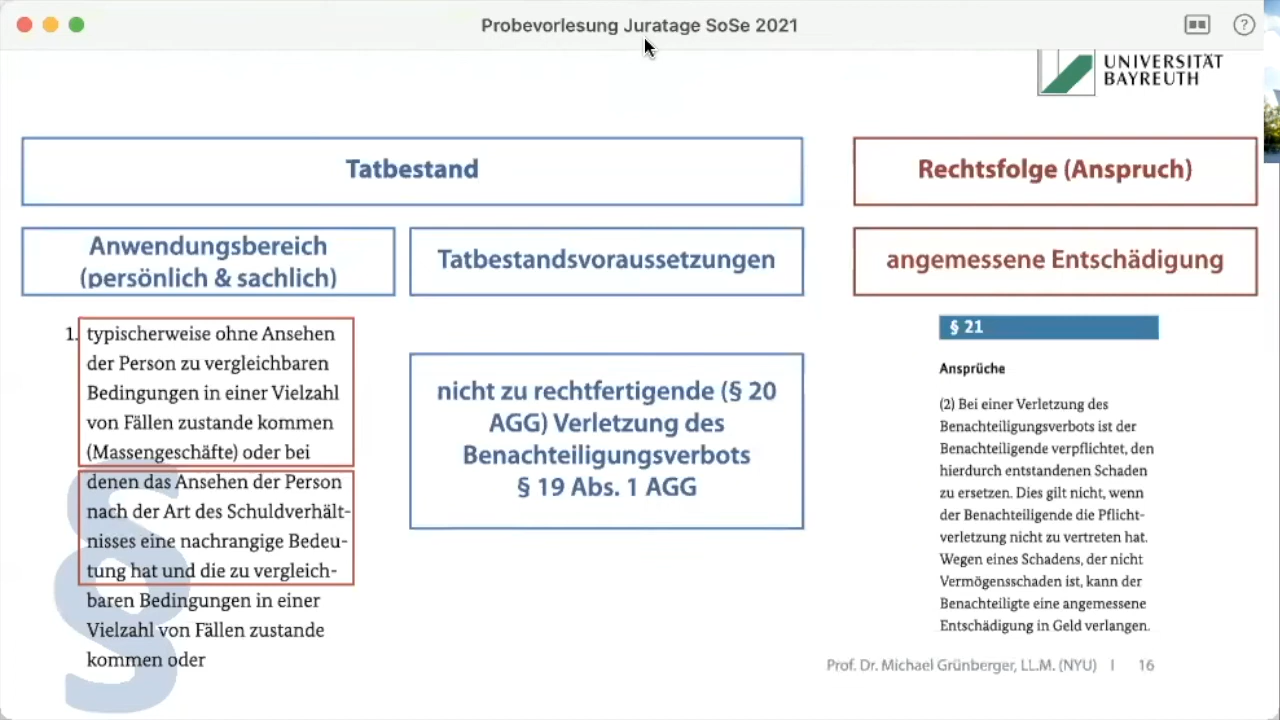 Probevorlesung Juratage SoSe 2021
?
UNIVERSITÄT
BAYREUTH
Tatbestand
Rechtsfolge (Anspruch)
Anwendungsbereich
(persönlich & sachlich)
Tatbestandsvoraussetzungen
angemessene Entschädigung
1. typischerweise ohne Ansehen
der Person zu vergleichbaren
Bedingungen in einer Vielzahl
von Fällen zustande kommen
(Massengeschäfte) oder bei
denen das Ansehen der Person
nach der Art des Schuldverhält-
nisses eine nachrangige Bedeu-
tung hat und die zu vergleich-
baren Bedingungen in einer
Vielzahl von Fällen zustande
kommen oder
§
nicht zu rechtfertigende (§ 20
AGG) Verletzung des
Benachteiligungsverbots
§ 19 Abs. 1 AGG
§ 21
Ansprüche
(2) Bei einer Verletzung des
Benachteiligungsverbots ist der
Benachteiligende verpflichtet, den
hierdurch entstandenen Schaden
zu ersetzen. Dies gilt nicht, wenn
der Benachteiligende die Pflicht-
verletzung nicht zu vertreten hat.
Wegen eines Schadens, der nicht
Vermögensschaden ist, kann der
Benachteiligte eine angemessene
Entschädigung in Geld verlangen.
Prof. Dr. Michael Grünberger, LL.M. (NYU) | 16